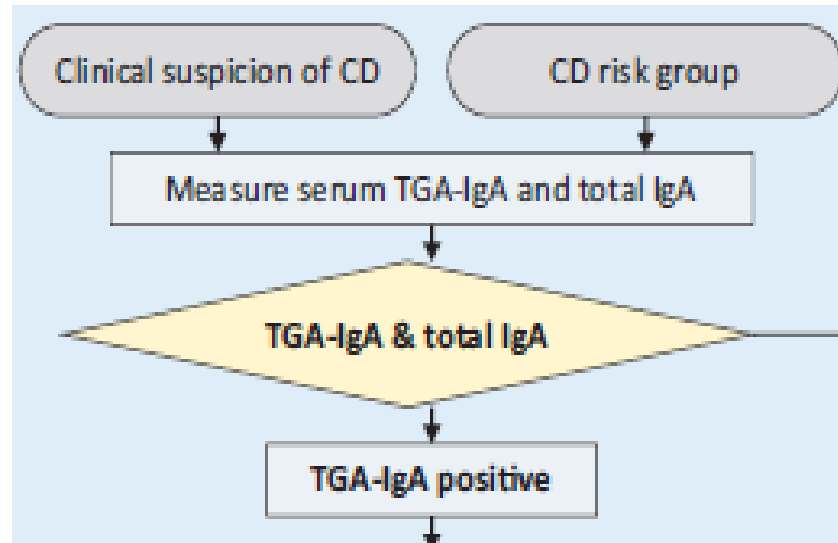 Clinical suspicion of CD
CD risk group
Measure serum TGA-IgA and total IgA
TGA-IgA & total IgA
TGA-IgA positive